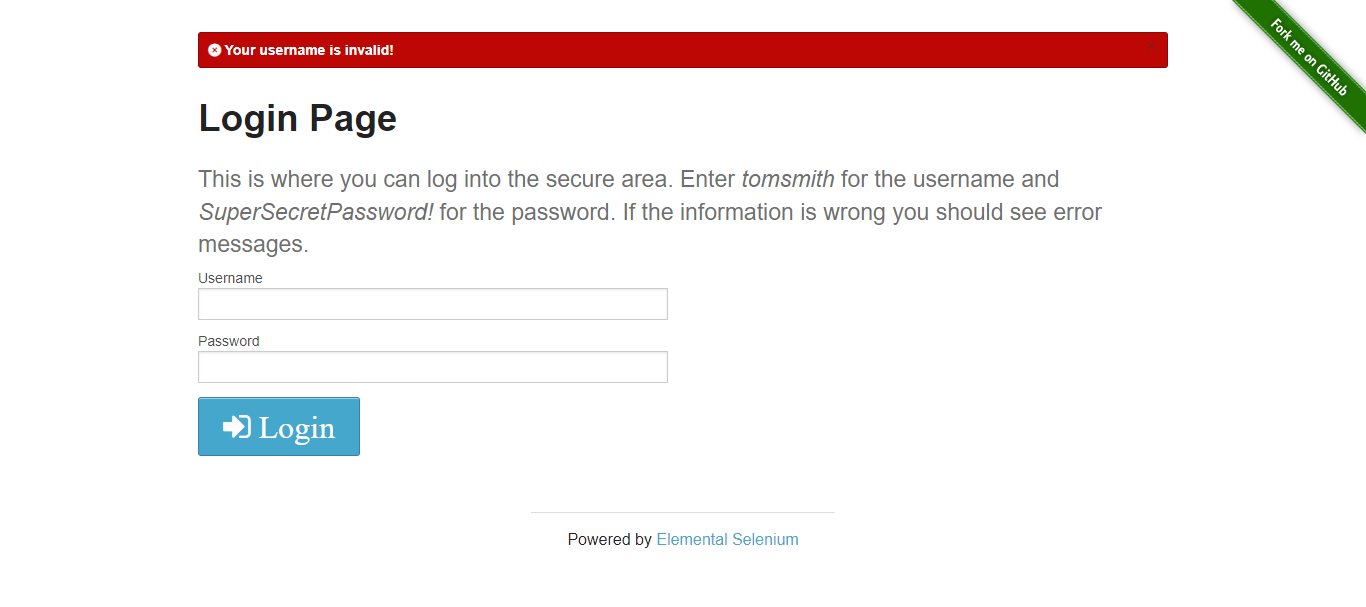 Your username is invalid!
Fork me on GitHub
Login Page
This is where you can log into the secure area. Enter tomsmith for the username and
SuperSecretPassword! for the password. If the information is wrong you should see error
messages.
Username
Password
Login
Powered by Elemental Selenium